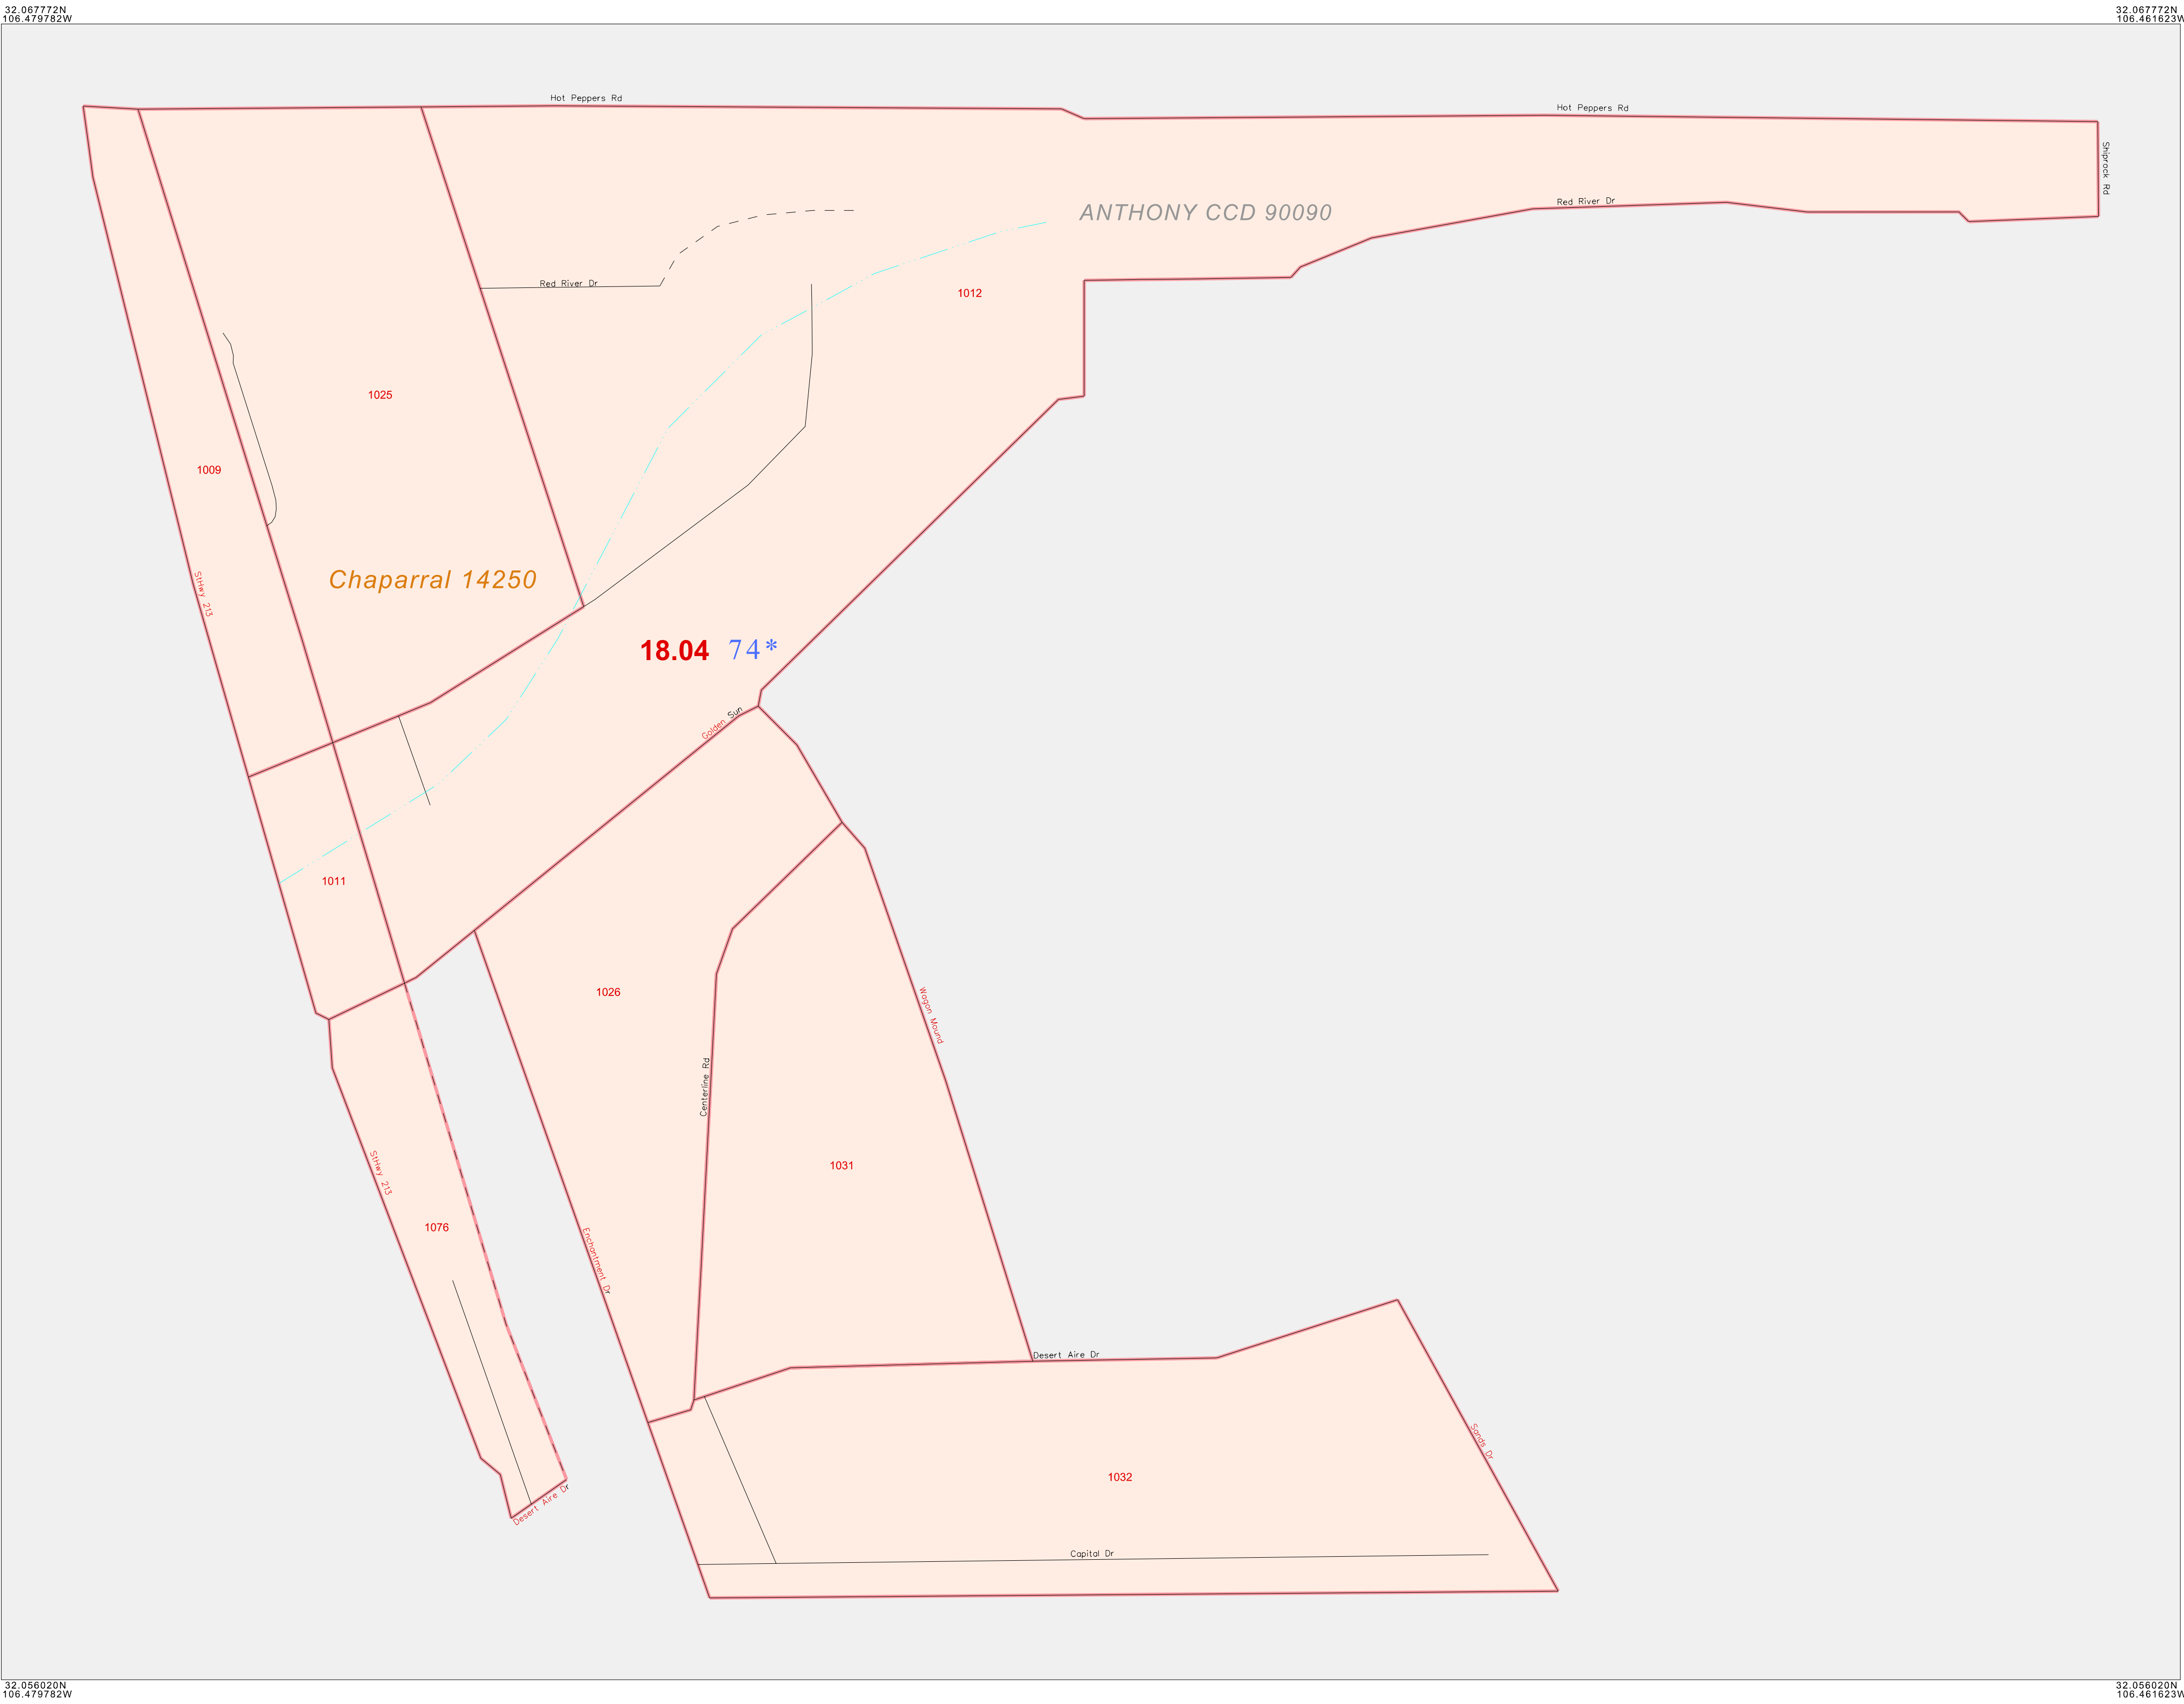 32.067772N
106.479782W
32.067772N
106.461623W
Hot Peppers Rd
Hot Peppers Rd
Shiprock Rd
Red River Dr
ANTHONY CCD 90090
Red River Dr
1012
1025
1009
StHwy 213
Chaparral 14250
18.04 74*
Golden Sun
1011
1026
Wagon Mound
Centerline Rd
1031
StHwy 213
1076
Enchantment Dr
Desert Aire Dr
Sands Dr
1032
Desert Aire Dr
Capital Dr
32.056020N
106.479782W
32.056020N
106.461623W